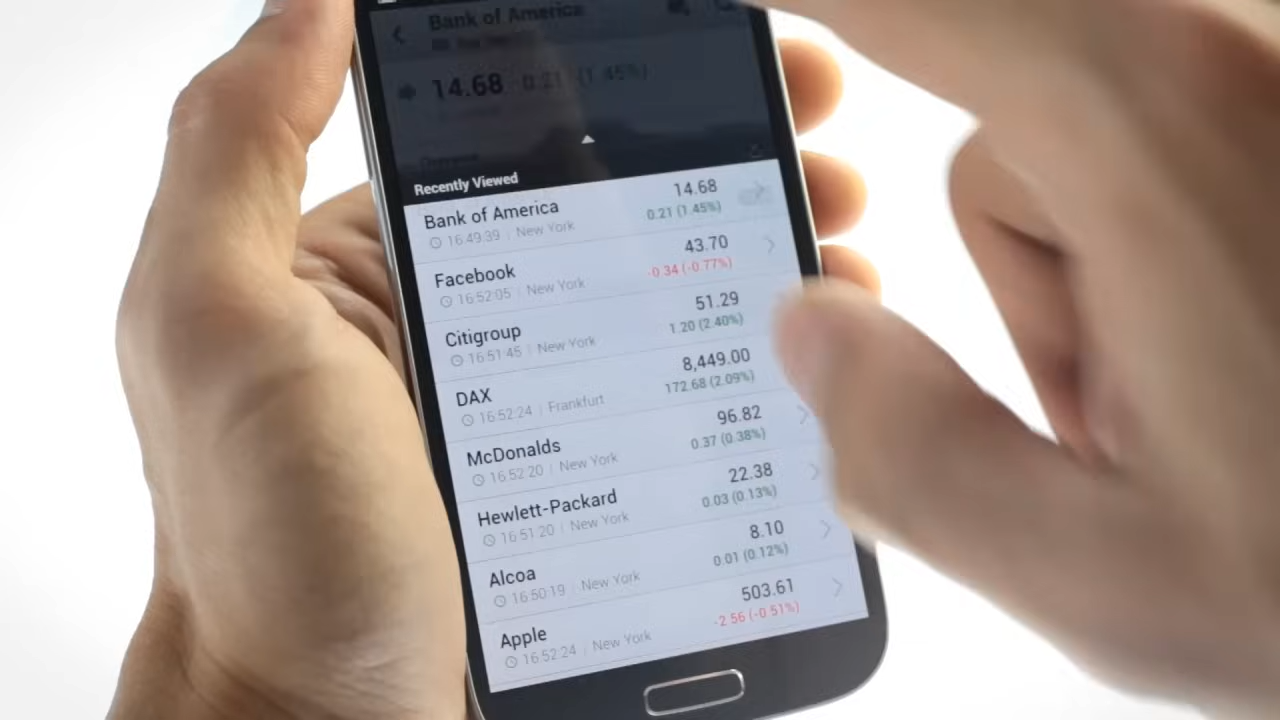 Bank of America
14.68 0.21 (1.45%)
Recently Viewed
Bank of America 14.68
16:49:39 | New York 0.21 (1.45%)
Facebook 43.70
16:52:05 | New York -0.34 (-0.77%)
Citigroup 51.29
16:51:45 | New York 1.20 (2.40%)
DAX 8,449.00
16:52:24 | Frankfurt 172.68 (2.09%)
McDonalds 96.82
16:52:20 | New York 0.37 (0.38%)
Hewlett-Packard 22.38
16:51:20 | New York 0.03 (0.13%)
Alcoa 8.10
16:50:19 | New York 0.01 (0.12%)
Apple 503.61
16:52:24 | New York -2.56 (-0.51%)